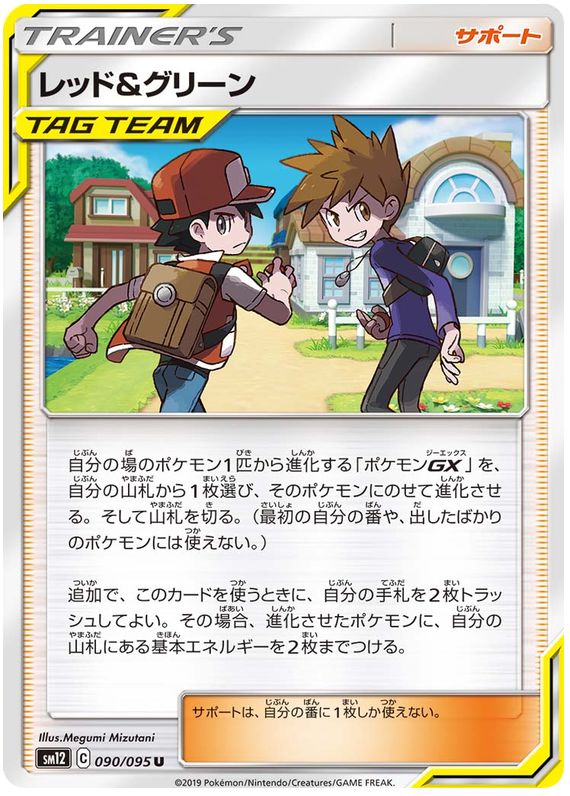 TRAINER'S サポート
レッド&グリーン
TAG TEAM
自分の場のポケモン1匹から進化する「ポケモンGX」を、
自分の山札から1枚選び、そのポケモンにのせて進化させ
る。そして山札を切る。(最初の自分の番や、出したばかり
のポケモンには使えない。)
追加で、このカードを使うときに、自分の手札を2枚トラッ
シュしてよい。その場合、進化させたポケモンに、自分の
山札にある基本エネルギーを2枚までつける。
サポートは、自分の番に1枚しか使えない。
Illus.Megumi Mizutani
SM12 C 090/095 U
©2019 Pokémon/Nintendo/Creatures/GAME FREAK.